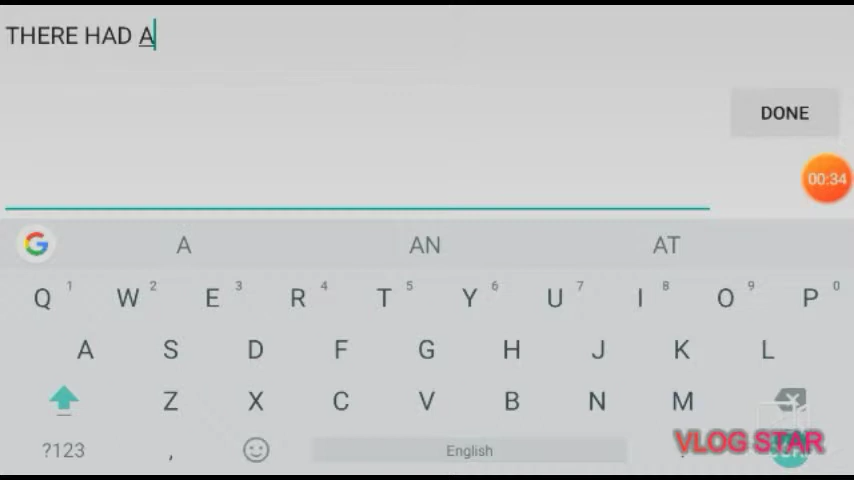 THERE HAD A
DONE
00:34
G A AN AT
Q 1 W 2 E 3 R 4 T 5 Y 6 U 7 I 8 O 9 P 0
A S D F G H J K L
Z X C V B N M
VLOG STAR
?123 , English .